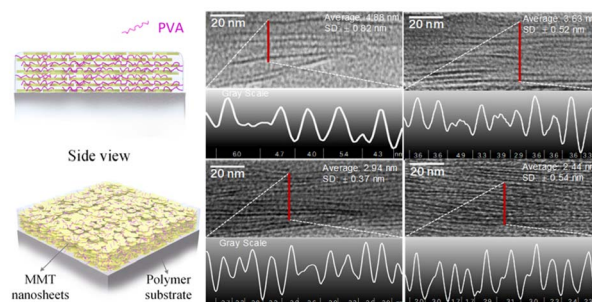 PVA
Side view
MMT
nanosheets
Polymer
substrate
20 nm
Average: 4.88 nm
SD ± 0.82 nm
Gray Scale
60 47 40 54 43 nm
20 nm
Average: 3.63 nm
SD ± 0.52 nm
36 36 49 33 39 29 36 36
20 nm
Average: 2.94 nm
SD ± 0.37 nm
Gray Scale
20 nm
Average: 2.44 nm
SD ± 0.54 nm